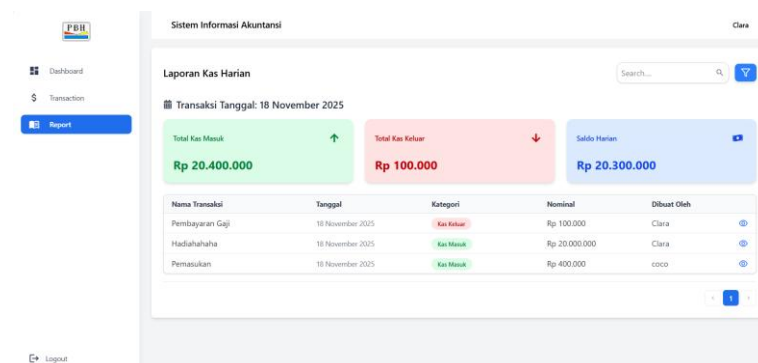 PBH
Sistem Informasi Akuntansi
Clara
Dashboard
Transaction
Report
Laporan Kas Harian
Search...
Transaksi Tanggal: 18 November 2025
Total Kas Masuk
Rp 20.400.000
Total Kas Keluar
Rp 100.000
Saldo Harian
Rp 20.300.000
Nama Transaksi Tanggal Kategori Nominal Dibuat Oleh
Pembayaran Gaji 18 November 2025 Kas Keluar Rp 100.000 Clara
Hadiahahaha 18 November 2025 Kas Masuk Rp 20.000.000 Clara
Pemasukan 18 November 2025 Kas Masuk Rp 400.000 coco
1
Logout